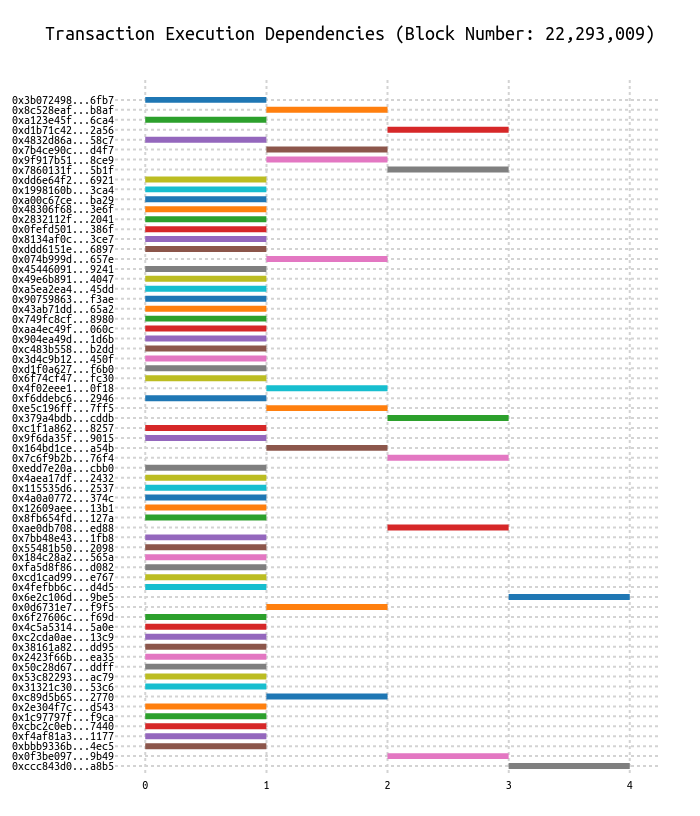 Transaction Execution Dependencies (Block Number: 22,293,009)
0x3b072498...6fb7
0x8c528eaf...b8af
0xa123e45f...6ca4
0xd1b71c42...2a56
0x4832d86a...58c7
0x7b4ce90c...d4f7
0x9f917b51...8ce9
0x7860131f...5b1f
0xdd6e64f2...6921
0x1998160b...3ca4
0xa00c67ce...ba29
0x48306f68...3e6f
0x2832112f...2041
0x0fefd501...386f
0x8134af0c...3ce7
0xddd6151e...6897
0x074b999d...657e
0x45446091...9241
0x49e6b891...4047
0xa5ea2ea4...45dd
0x90759863...f3ae
0x43ab71dd...65a2
0x749fc8cf...8980
0xaa4ec49f...060c
0x904ea49d...1d6b
0xc483b558...b2dd
0x3d4c9b12...450f
0xd1f0a627...f6b0
0x6f74cf47...fc30
0x4f02eee1...0f18
0xf6ddebc6...2946
0xe5c196ff...7ff5
0x379a4bdb...cddb
0xc1f1a862...8257
0x9f6da35f...9015
0x164bd1ce...a54b
0x7c6f9b2b...76f4
0xedd7e20a...cbb0
0x4aea17df...2432
0x115535d6...2537
0x4a0a0772...374c
0x12609aee...13b1
0x8fb654fd...127a
0xae0db708...ed88
0x7bb48e43...1fb8
0x55481b50...2098
0x184c28a2...565a
0xfa5d8f86...d082
0xcd1cad99...e767
0x4fefbb6c...d4d5
0x6e2c106d...9be5
0x0d6731e7...f9f5
0x6f27606c...f69d
0x4c5a5314...5a0e
0xc2cda0ae...13c9
0x38161a82...dd95
0x2423f66b...ea35
0x50c28d67...ddff
0x53c82293...ac79
0x31321c30...53c6
0xc89d5b65...2770
0x2e304f7c...d543
0x1c97797f...f9ca
0xcbc2c0eb...7440
0xf4af81a3...1177
0xbbb9336b...4ec5
0x0f3be097...9b49
0xccc843d0...a8b5
0 1 2 3 4